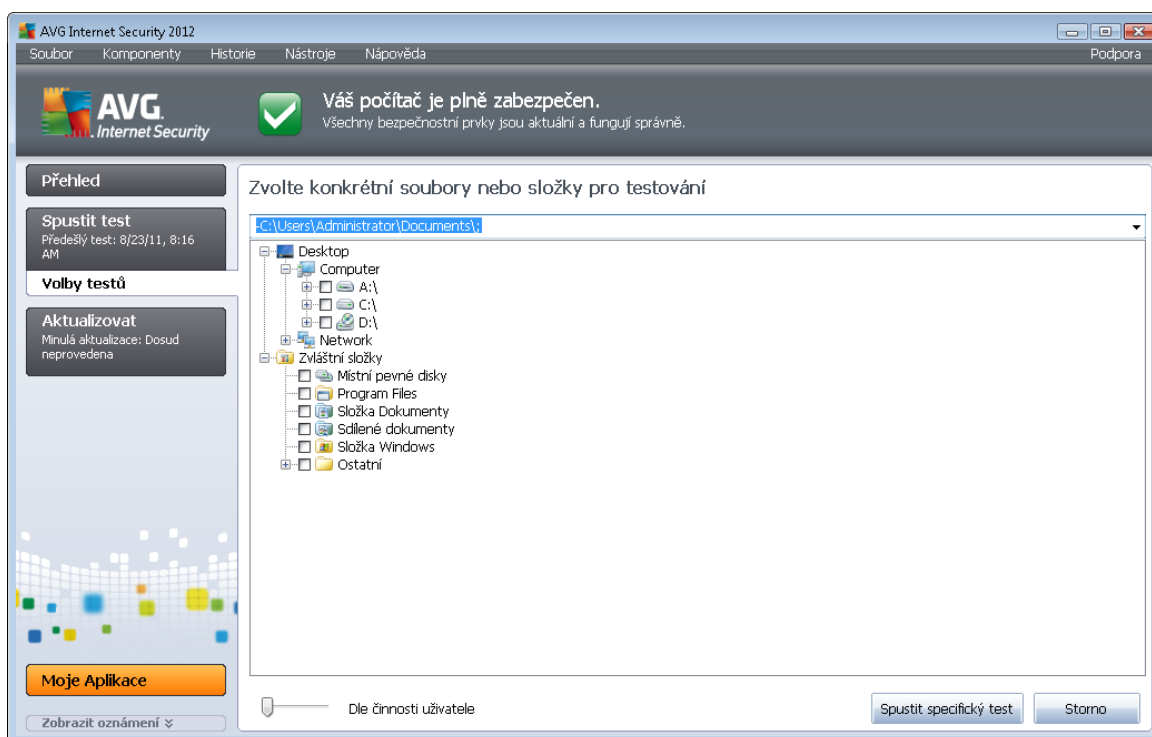 AVG Internet Security 2012
Soubor Komponenty Historie Nástroje Nápověda Podpora
AVG.
Internet Security
Váš počítač je plně zabezpečen.
Všechny bezpečnostní prvky jsou aktuální a fungují správně.
Přehled
Spustit test
Předešlý test: 8/23/11, 8:16
AM
Volby testů
Aktualizovat
Minulá aktualizace: Dosud
neprovedena
Moje Aplikace
Zobrazit oznámení
Zvolte konkrétní soubory nebo složky pro testování
-C:\Users\Administrator\Documents\;
Desktop
Computer
A:\
C:\
D:\
Network
Zvláštní složky
Místní pevné disky
Program Files
Složka Dokumenty
Sdílené dokumenty
Složka Windows
Ostatní
Dle činnosti uživatele
Spustit specifický test
Storno